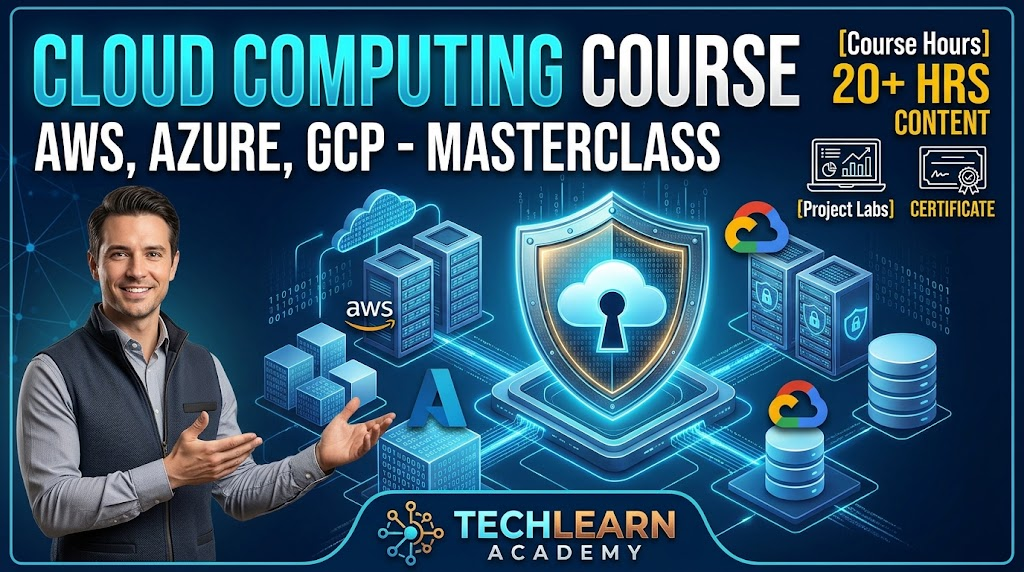 CLOUD COMPUTING COURSE
AWS, AZURE, GCP - MASTERCLASS
[Course Hours]
20+ HRS
CONTENT
[Project Labs]
CERTIFICATE
aws
TECHLEARN
ACADEMY